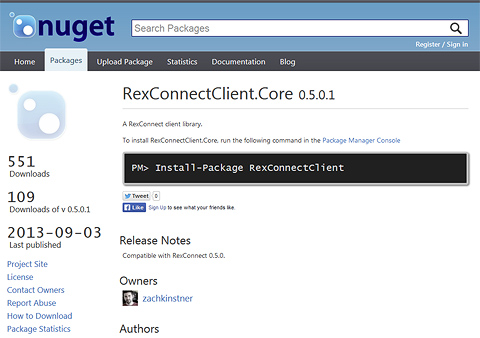 nuget
Search Packages
Register / Sign in
Home Packages Upload Package Statistics Documentation Blog
RexConnectClient.Core 0.5.0.1
A RexConnect client library.
To install RexConnectClient.Core, run the following command in the Package Manager Console
PM> Install-Package RexConnectClient
Tweet 0
Like Sign Up to see what your friends like.
551
Downloads
109
Downloads of v 0.5.0.1
2013-09-03
Last published
Project Site
License
Contact Owners
Report Abuse
How to Download
Package Statistics
Release Notes
Compatible with RexConnect 0.5.0.
Owners
zachkinstner
Authors